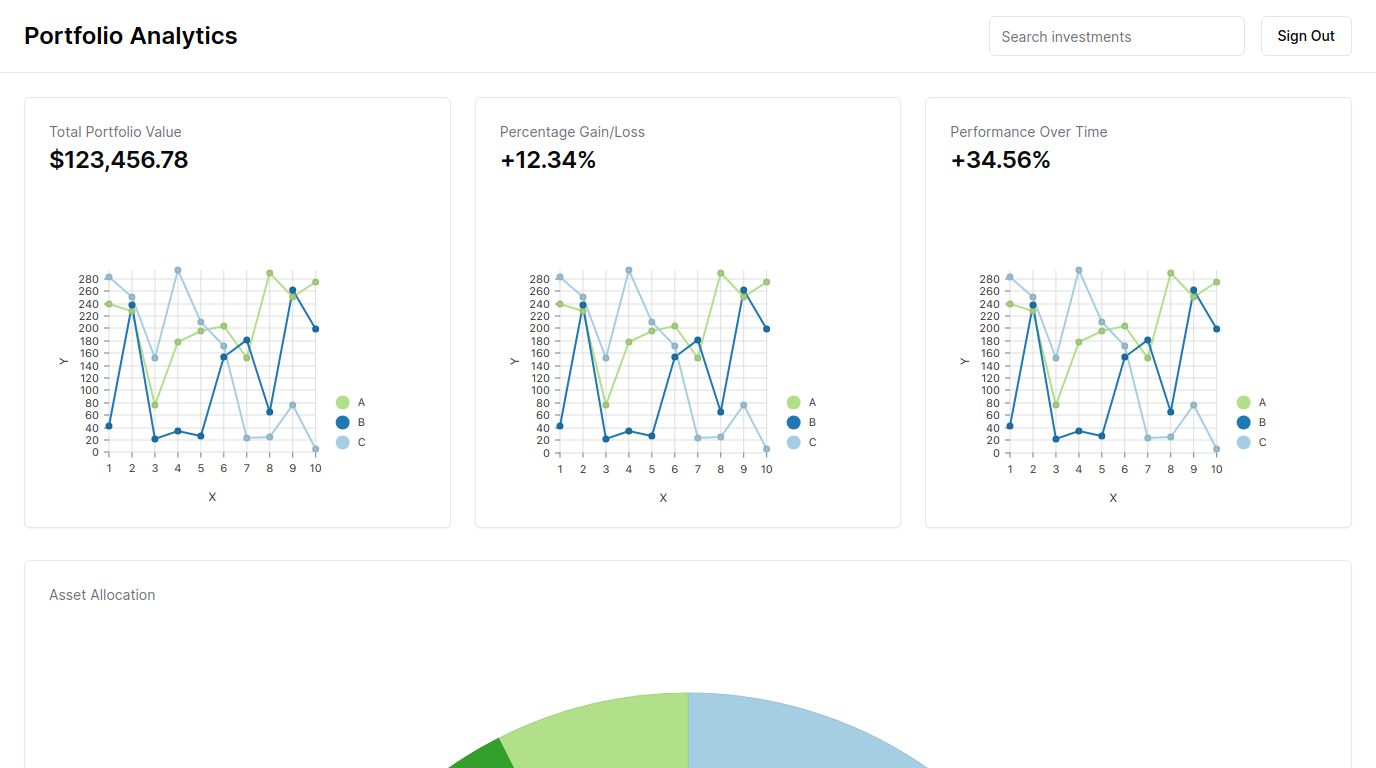 Portfolio Analytics
Search investments
Sign Out
Total Portfolio Value
$123,456.78
280
260
240
220
200
180
160
140
120
100
80
60
40
20
0
Y
1 2 3 4 5 6 7 8 9 10
X
A
B
C
Percentage Gain/Loss
+12.34%
280
260
240
220
200
180
160
140
120
100
80
60
40
20
0
Y
1 2 3 4 5 6 7 8 9 10
X
A
B
C
Performance Over Time
+34.56%
280
260
240
220
200
180
160
140
120
100
80
60
40
20
0
Y
1 2 3 4 5 6 7 8 9 10
X
A
B
C
Asset Allocation